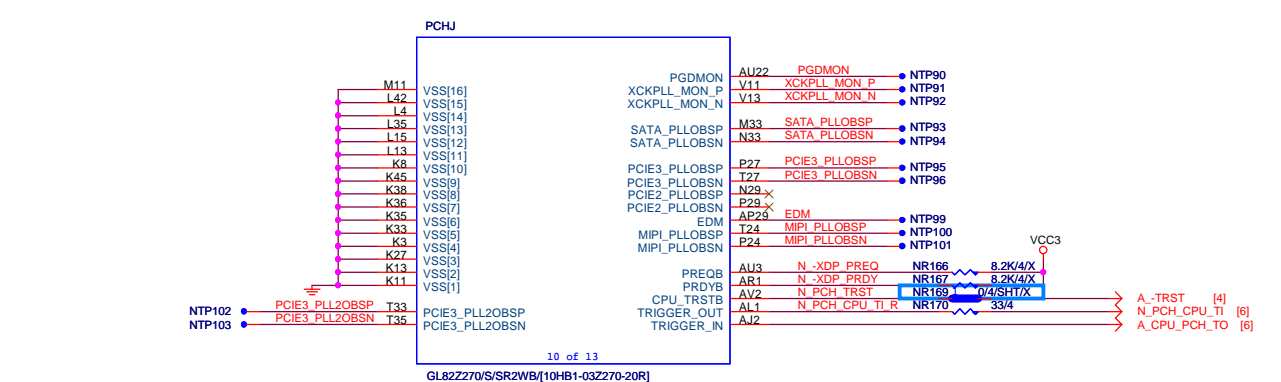 PCHJ
M11 VSS[16]
L42 VSS[15]
L4 VSS[14]
L35 VSS[13]
L15 VSS[12]
L13 VSS[11]
K8 VSS[10]
K45 VSS[9]
K38 VSS[8]
K36 VSS[7]
K35 VSS[6]
K33 VSS[5]
K3 VSS[4]
K27 VSS[3]
K13 VSS[2]
K11 VSS[1]
NTP102 PCIE3_PLL2OBSP T33 PCIE3_PLL2OBSP
NTP103 PCIE3_PLL2OBSN T35 PCIE3_PLL2OBSN
PGDMON AU22 PGDMON NTP90
XCKPLL_MON_P V11 XCKPLL_MON_P NTP91
XCKPLL_MON_N V13 XCKPLL_MON_N NTP92
SATA_PLLOBSP M33 SATA_PLLOBSP NTP93
SATA_PLLOBSN N33 SATA_PLLOBSN NTP94
PCIE3_PLLOBSP P27 PCIE3_PLLOBSP NTP95
PCIE3_PLLOBSN T27 PCIE3_PLLOBSN NTP96
PCIE2_PLLOBSP N29
PCIE2_PLLOBSN P29
EDM AP29 EDM NTP99
MIPI_PLLOBSP T24 MIPI_PLLOBSP NTP100
MIPI_PLLOBSN P24 MIPI_PLLOBSN NTP101
VCC3
PREQB AU3 N_-XDP_PREQ NR166 8.2K/4/X
PRDYB AR1 N_-XDP_PRDY NR167 8.2K/4/X
CPU_TRSTB AV2 N_PCH_TRST NR169 0/4/SHT/X A_-TRST [4]
TRIGGER_OUT AL1 N_PCH_CPU_TI_R NR170 33/4 N_PCH_CPU_TI [6]
TRIGGER_IN AJ2 A_CPU_PCH_TO [6]
10 of 13
GL82Z270/S/SR2WB/[10HB1-03Z270-20R]